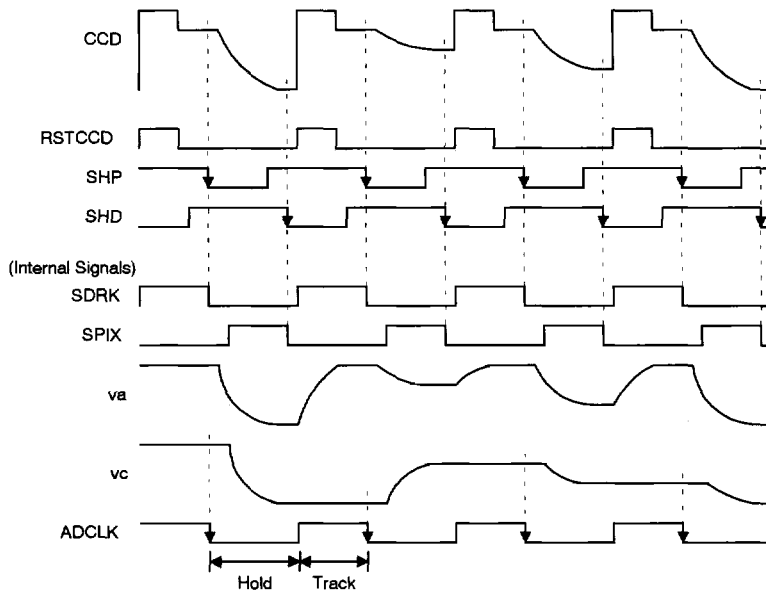 CCD
RSTCCD
SHP
SHD
(Internal Signals)
SDRK
SPIX
va
vc
ADCLK
Hold
Track